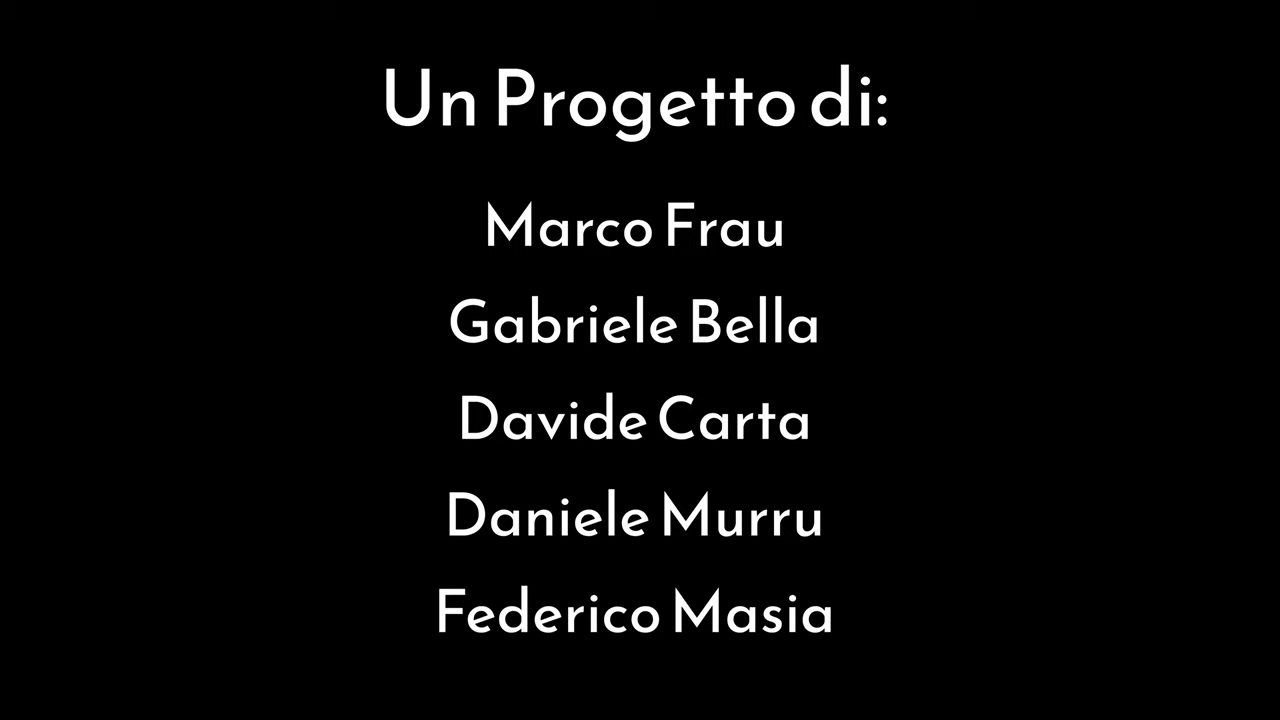 Un Progetto di:
Marco Frau
Gabriele Bella
Davide Carta
Daniele Murru
Federico Masia